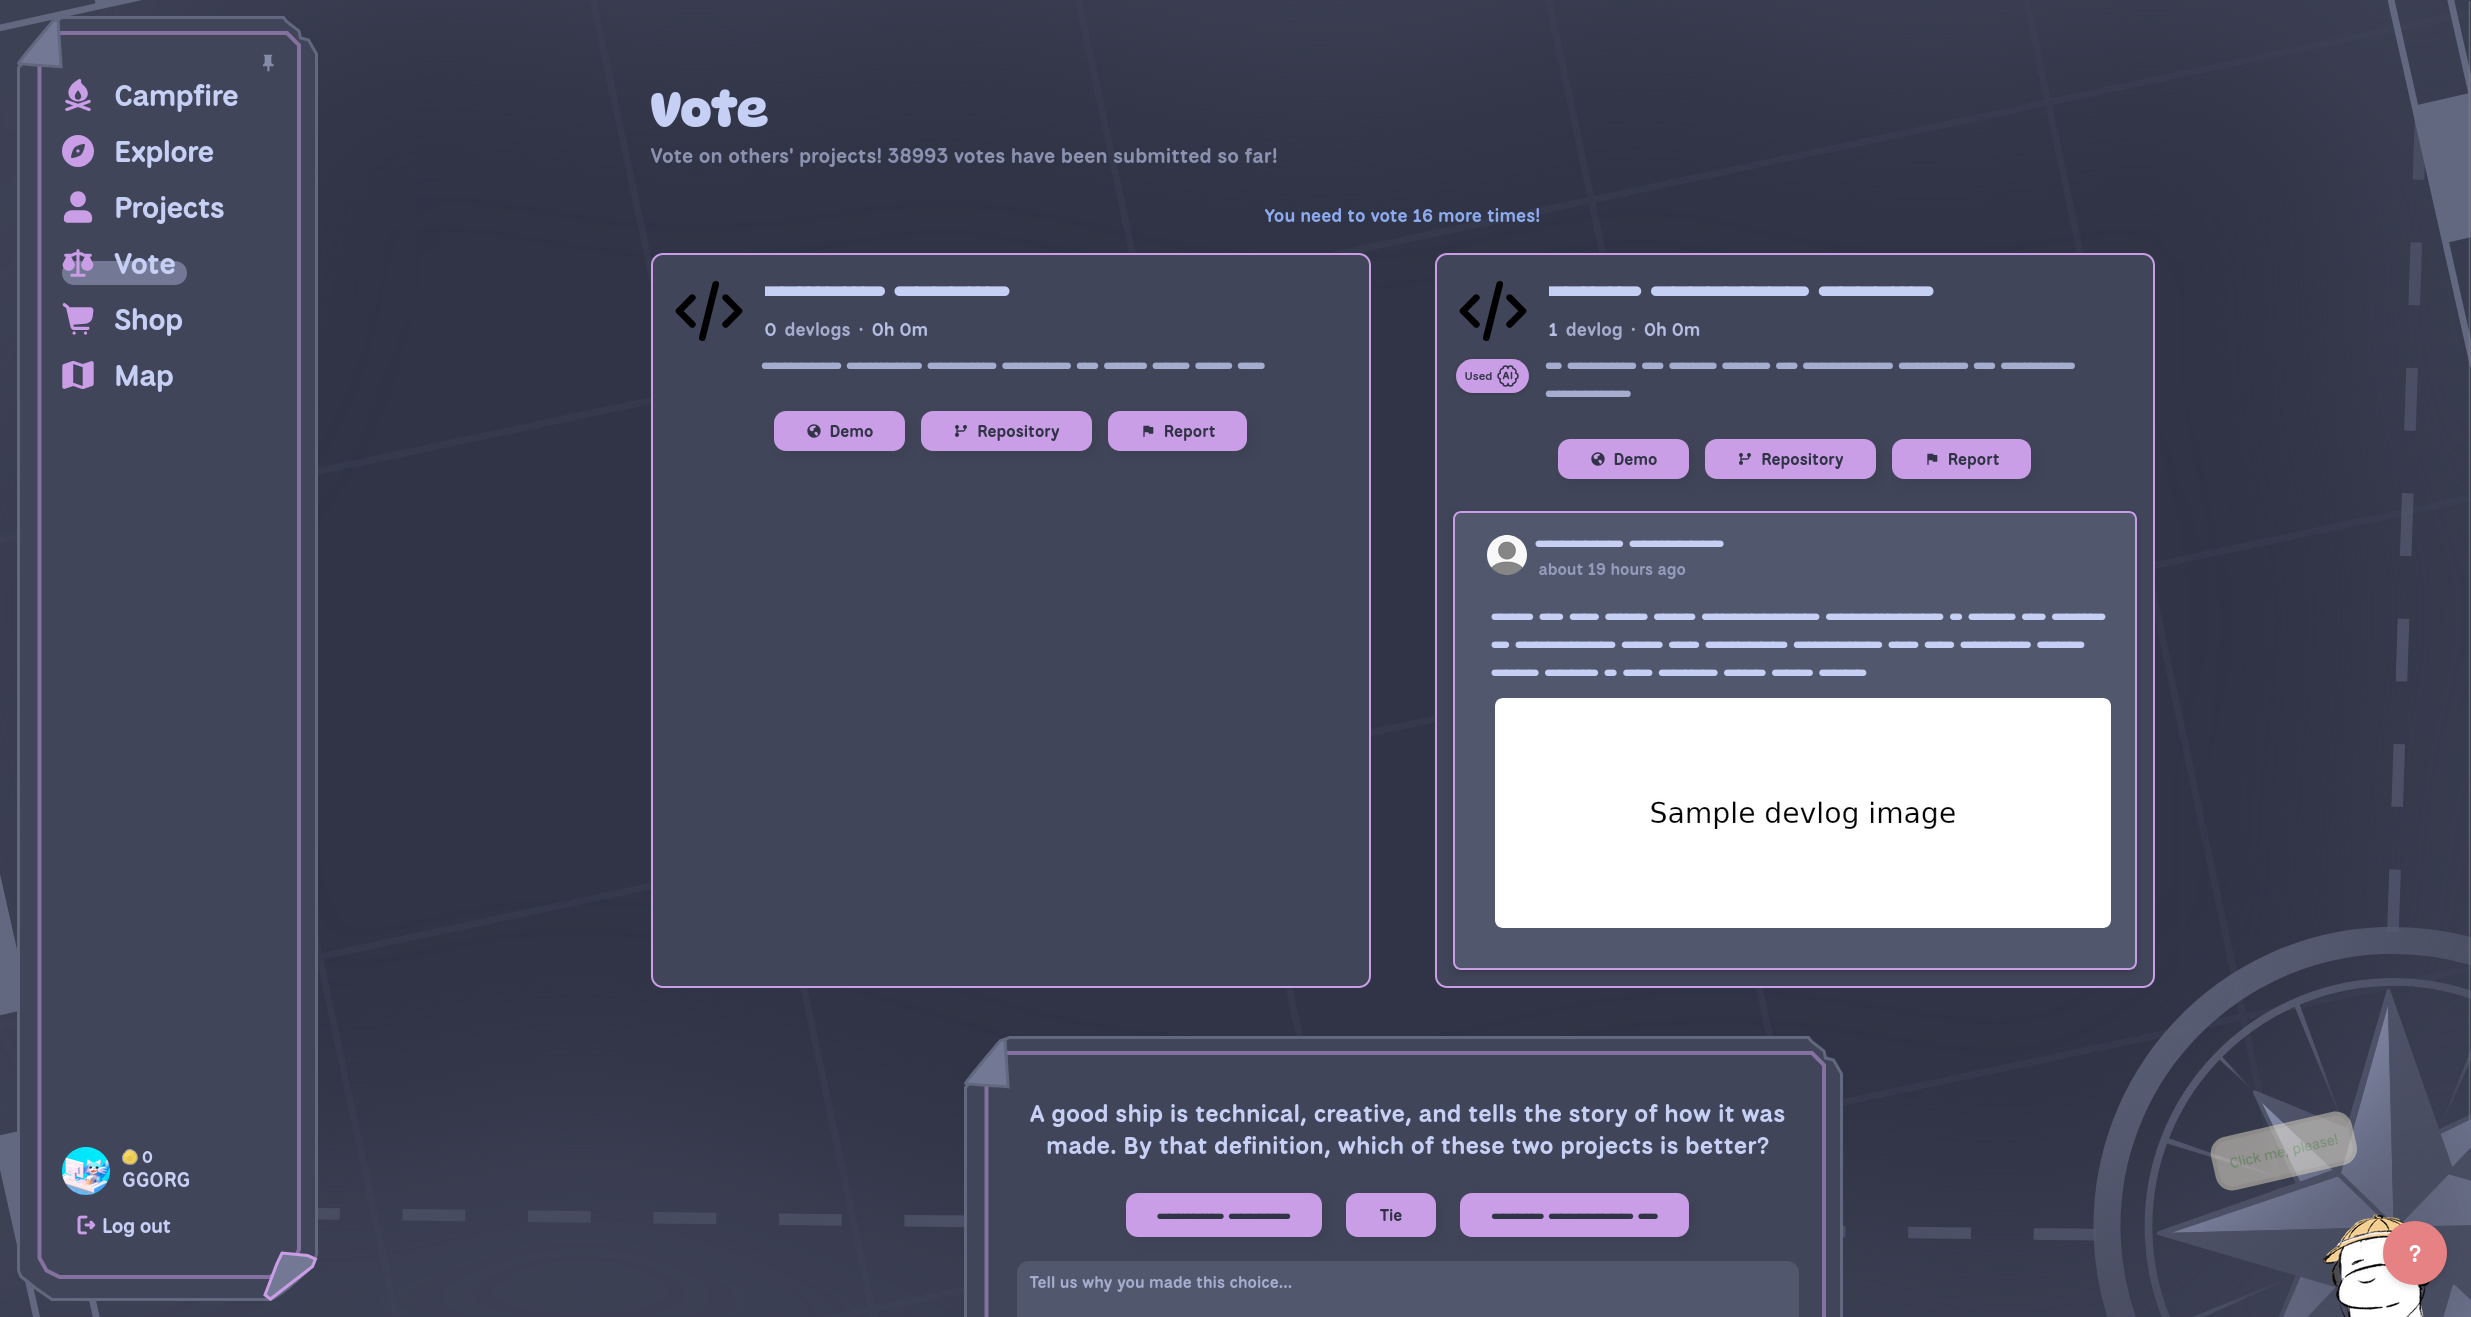 Campfire
Explore
Projects
Vote
Shop
Map
0
GGORG
Log out
Vote
Vote on others' projects! 38993 votes have been submitted so far!
You need to vote 16 more times!
0 devlogs · 0h 0m
Demo
Repository
Report
1 devlog · 0h 0m
Used AI
Demo
Repository
Report
about 19 hours ago
Sample devlog image
A good ship is technical, creative, and tells the story of how it was
made. By that definition, which of these two projects is better?
Tie
Tell us why you made this choice...
Click me, please!
?